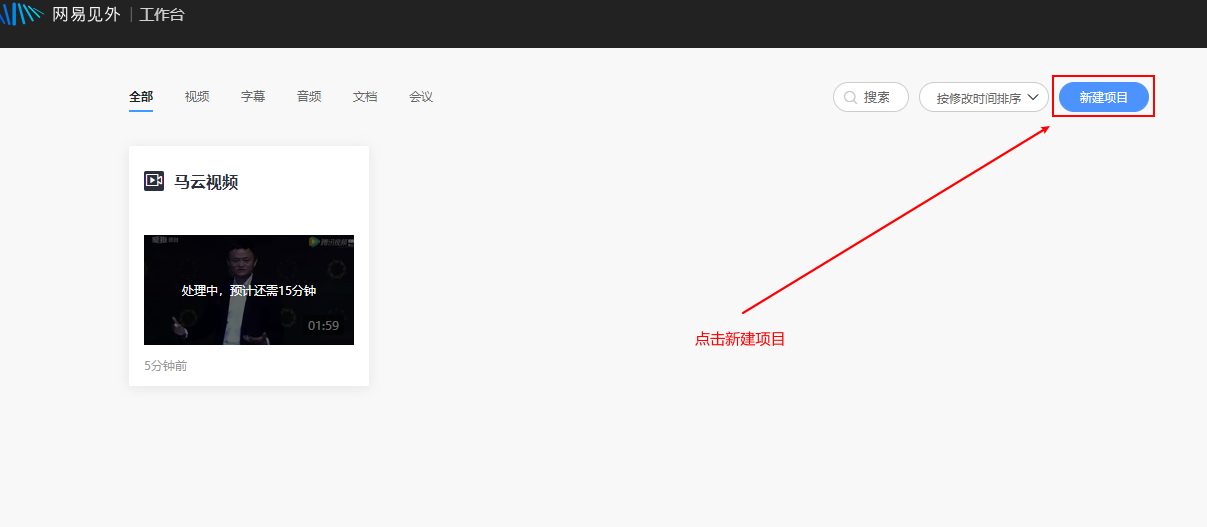 网易见外 | 工作台
全部 视频 字幕 音频 文档 会议 搜索 按修改时间排序 新建项目
马云视频
处理中，预计还需15分钟
01:59
5分钟前
点击新建项目